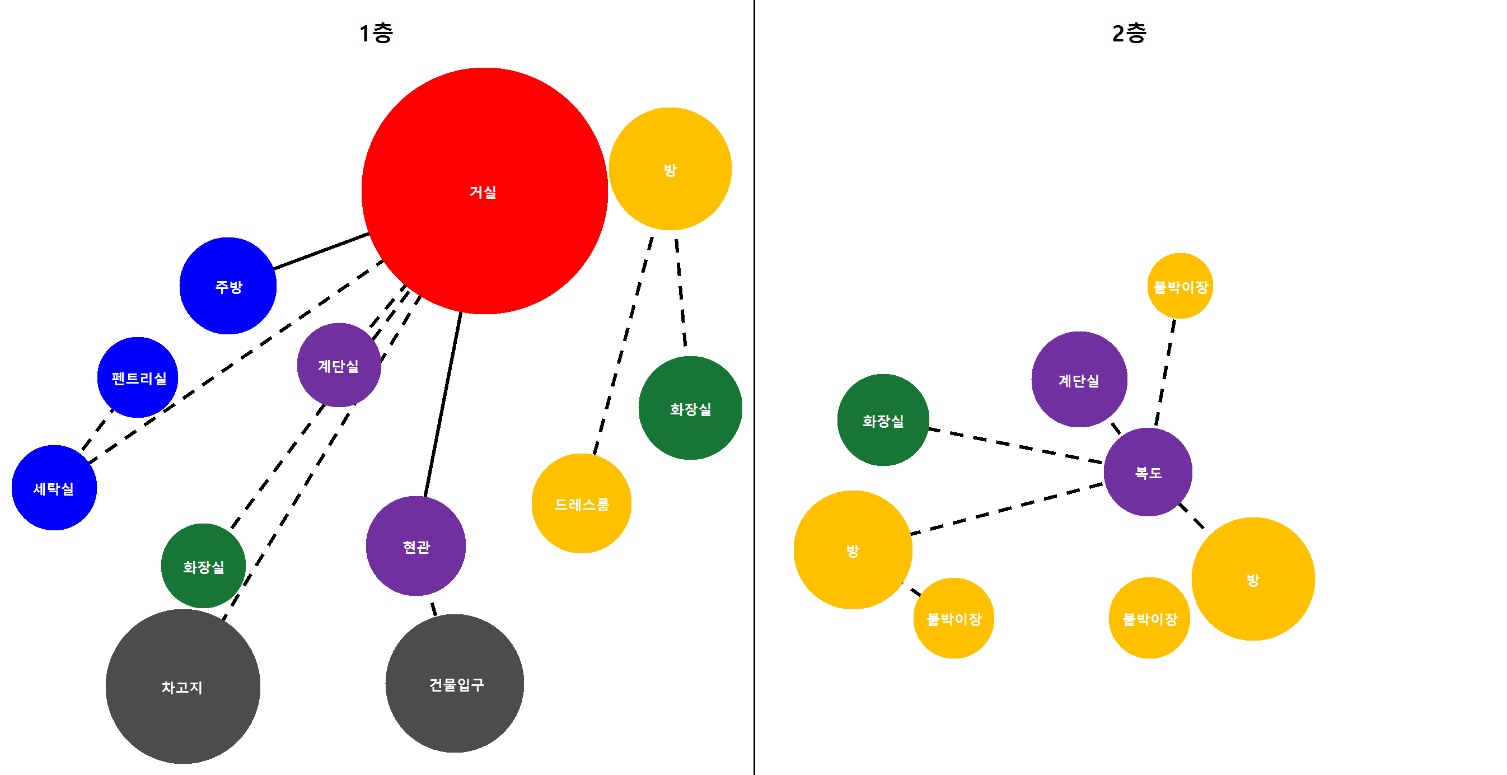 1층
거실
방
주방
계단실
펜트리실
화장실
세탁실
드레스룸
현관
화장실
차고지
건물입구
2층
붙박이장
계단실
화장실
복도
방
방
붙박이장
붙박이장